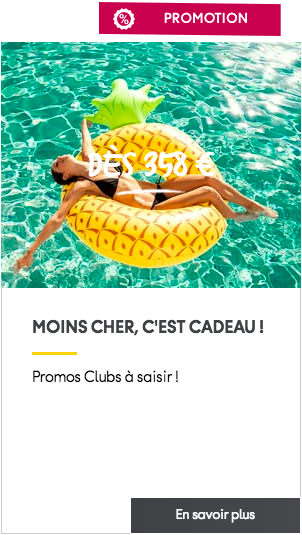 PROMOTION
DÈS 358 €
MOINS CHER, C'EST CADEAU !
Promos Clubs à saisir !
En savoir plus